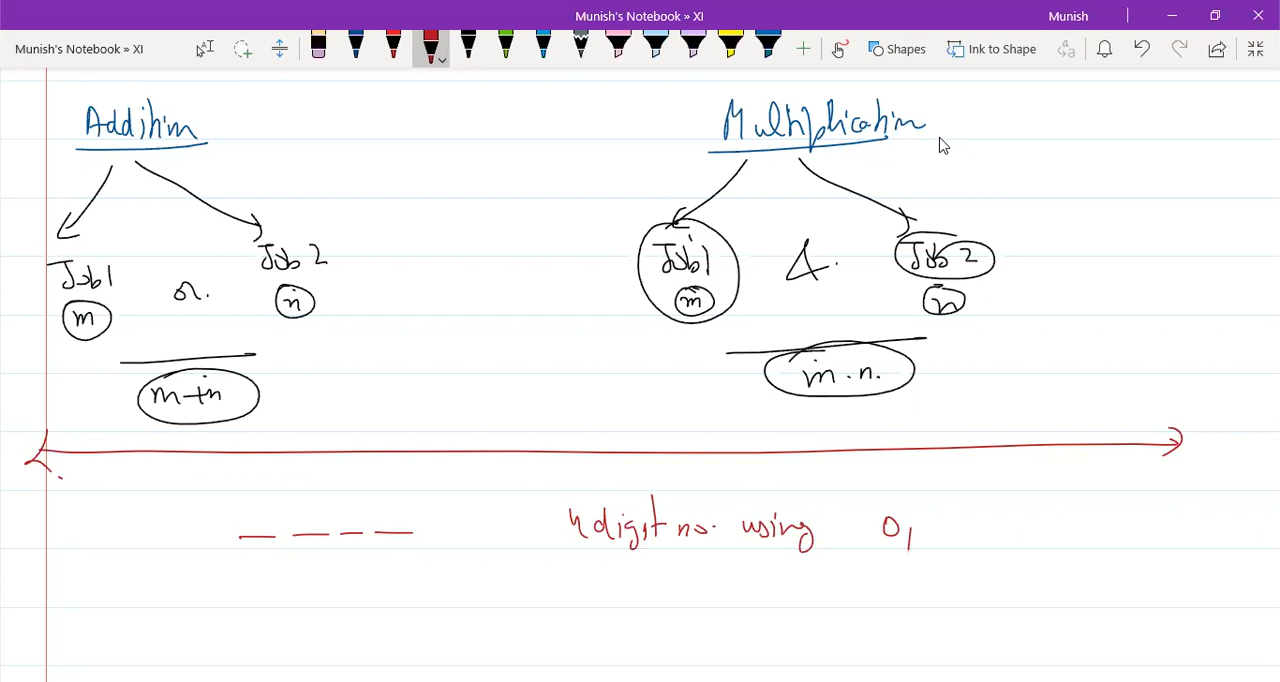 Munish's Notebook » XI
Munish
Munish's Notebook » XI
Shapes
Ink to Shape
Addition
Multiplication
Job 1 or. Job 2
m n
m+n
Job 1 & . Job 2
m n
m . n.
_ _ _ _ 4 digit no. using 0,